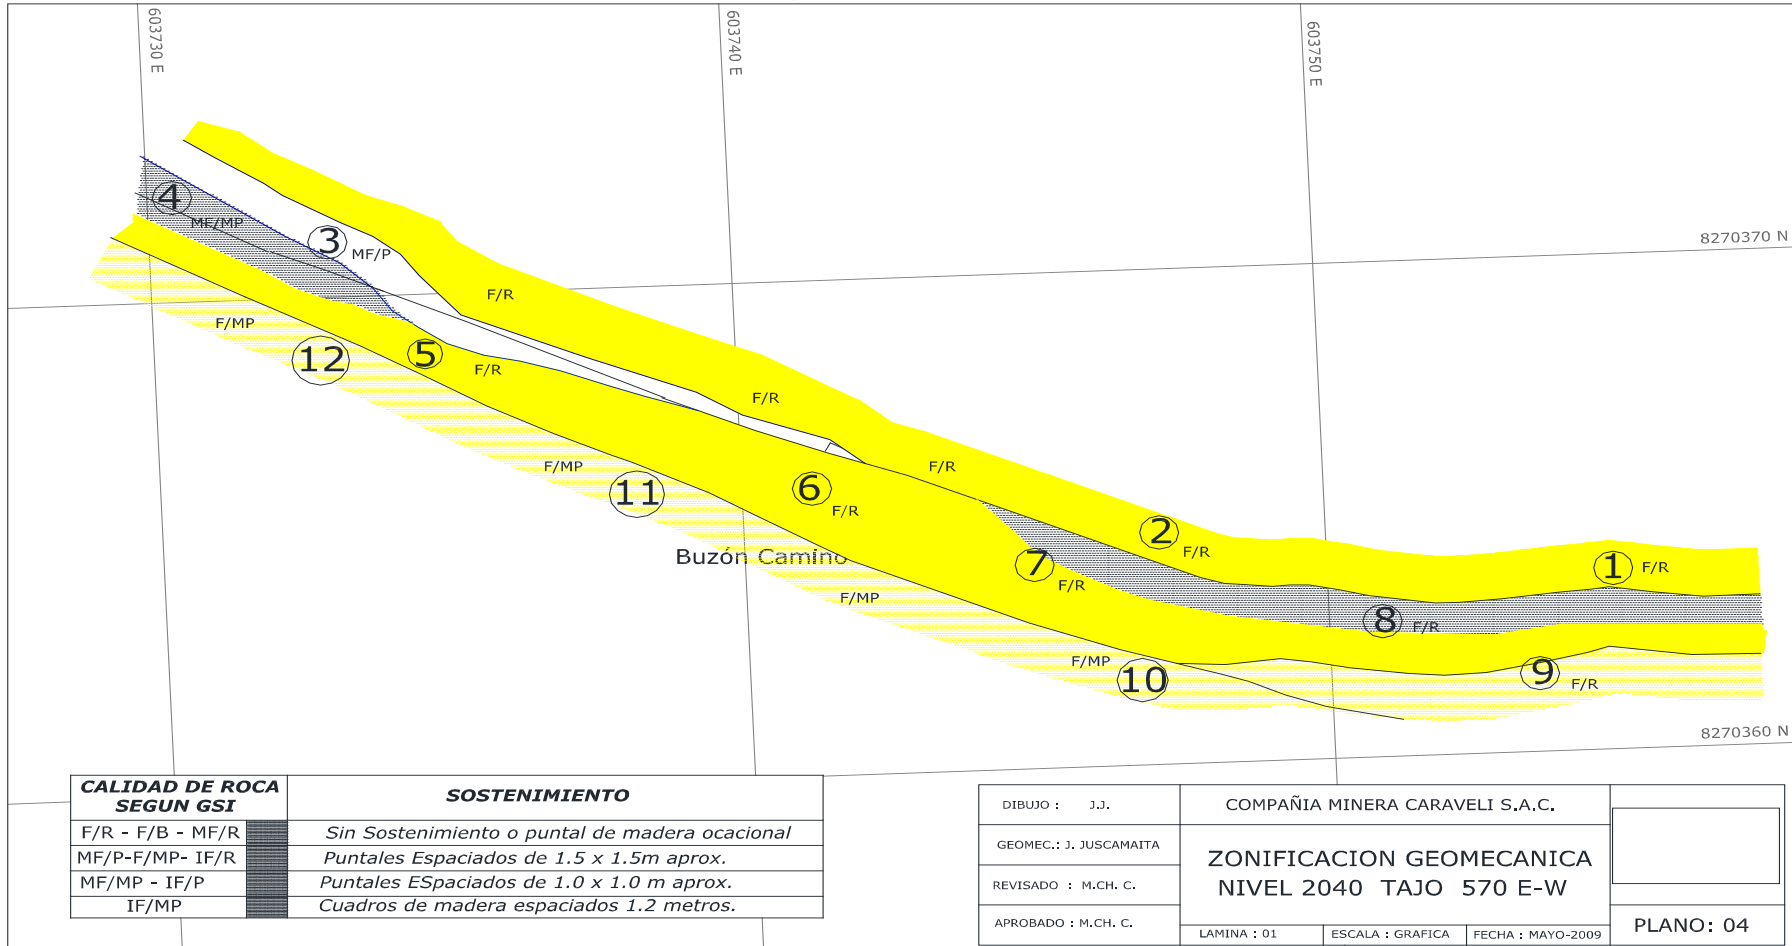 603730 E
603740 E
603750 E
8270370 N
8270360 N
4
MF/MP
3
MF/P
F/R
F/MP
12
5
F/R
F/R
F/MP
11
6
F/R
F/R
Buzón Camino
7
F/R
2
F/R
1
F/R
F/MP
8
F/R
F/MP
10
9
F/R
CALIDAD DE ROCA
SEGUN GSI
SOSTENIMIENTO
F/R - F/B - MF/R
Sin Sostenimiento o puntal de madera ocacional
MF/P-F/MP- IF/R
Puntales Espaciados de 1.5 x 1.5m aprox.
MF/MP - IF/P
Puntales ESpaciados de 1.0 x 1.0 m aprox.
IF/MP
Cuadros de madera espaciados 1.2 metros.
DIBUJO : J.J.
GEOMEC.: J. JUSCAMAITA
REVISADO : M.CH. C.
APROBADO : M.CH. C.
COMPAÑIA MINERA CARAVELI S.A.C.
ZONIFICACION GEOMECANICA
NIVEL 2040 TAJO 570 E-W
LAMINA : 01
ESCALA : GRAFICA
FECHA : MAYO-2009
PLANO: 04